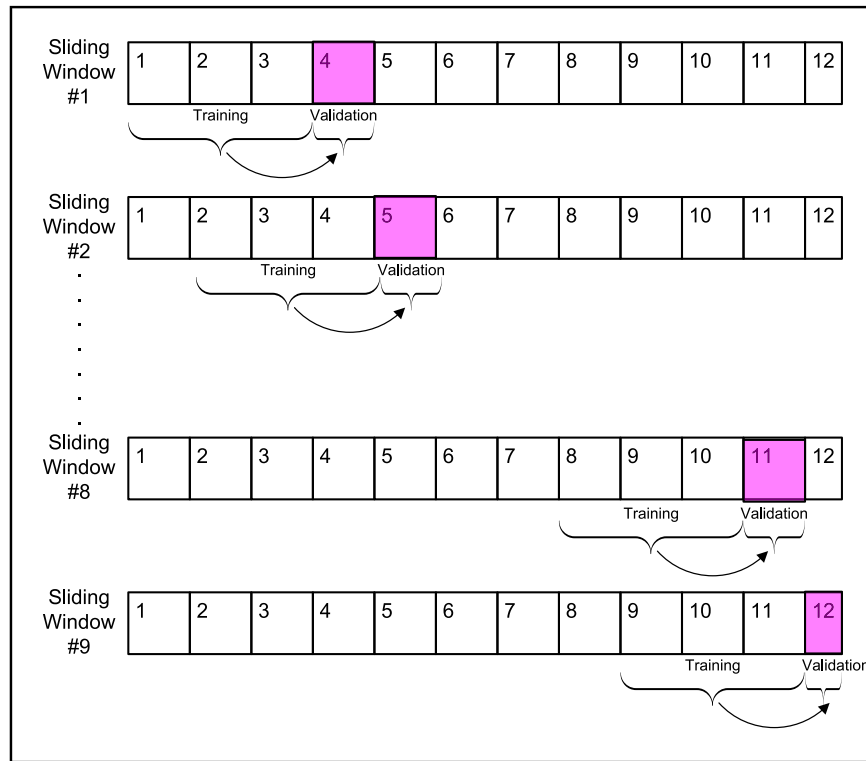 Sliding
Window
#1
1 2 3 4 5 6 7 8 9 10 11 12
Training Validation
Sliding
Window
#2
1 2 3 4 5 6 7 8 9 10 11 12
Training Validation
Sliding
Window
#8
1 2 3 4 5 6 7 8 9 10 11 12
Training Validation
Sliding
Window
#9
1 2 3 4 5 6 7 8 9 10 11 12
Training Validation